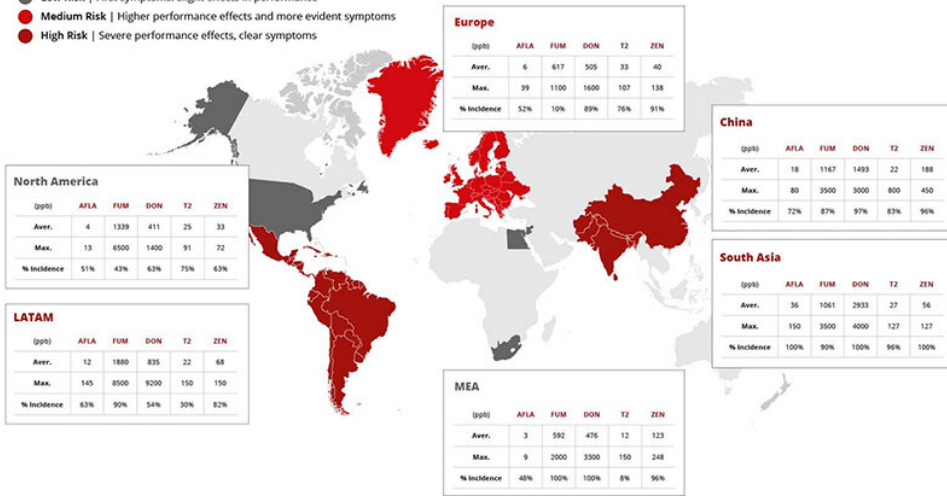 Low Risk | First symptoms: slight effects in performance
Medium Risk | Higher performance effects and more evident symptoms
High Risk | Severe performance effects, clear symptoms
Europe
(ppb) AFLA FUM DON T2 ZEN
Aver. 6 617 505 33 40
Max. 39 1100 1600 107 138
% Incidence 52% 10% 89% 76% 91%
China
(ppb) AFLA FUM DON T2 ZEN
Aver. 18 1167 1493 22 188
Max. 80 3500 3000 800 450
% Incidence 72% 87% 97% 83% 96%
North America
(ppb) AFLA FUM DON T2 ZEN
Aver. 4 1339 411 25 33
Max. 13 6500 1400 91 72
% Incidence 51% 43% 63% 75% 63%
South Asia
(ppb) AFLA FUM DON T2 ZEN
Aver. 36 1061 2933 27 56
Max. 150 3500 4000 127 127
% Incidence 100% 90% 100% 96% 100%
LATAM
(ppb) AFLA FUM DON T2 ZEN
Aver. 12 1880 835 22 68
Max. 145 8500 9200 150 150
% Incidence 63% 90% 54% 30% 82%
MEA
(ppb) AFLA FUM DON T2 ZEN
Aver. 3 592 476 12 123
Max. 9 2000 3300 150 248
% Incidence 48% 100% 100% 8% 96%